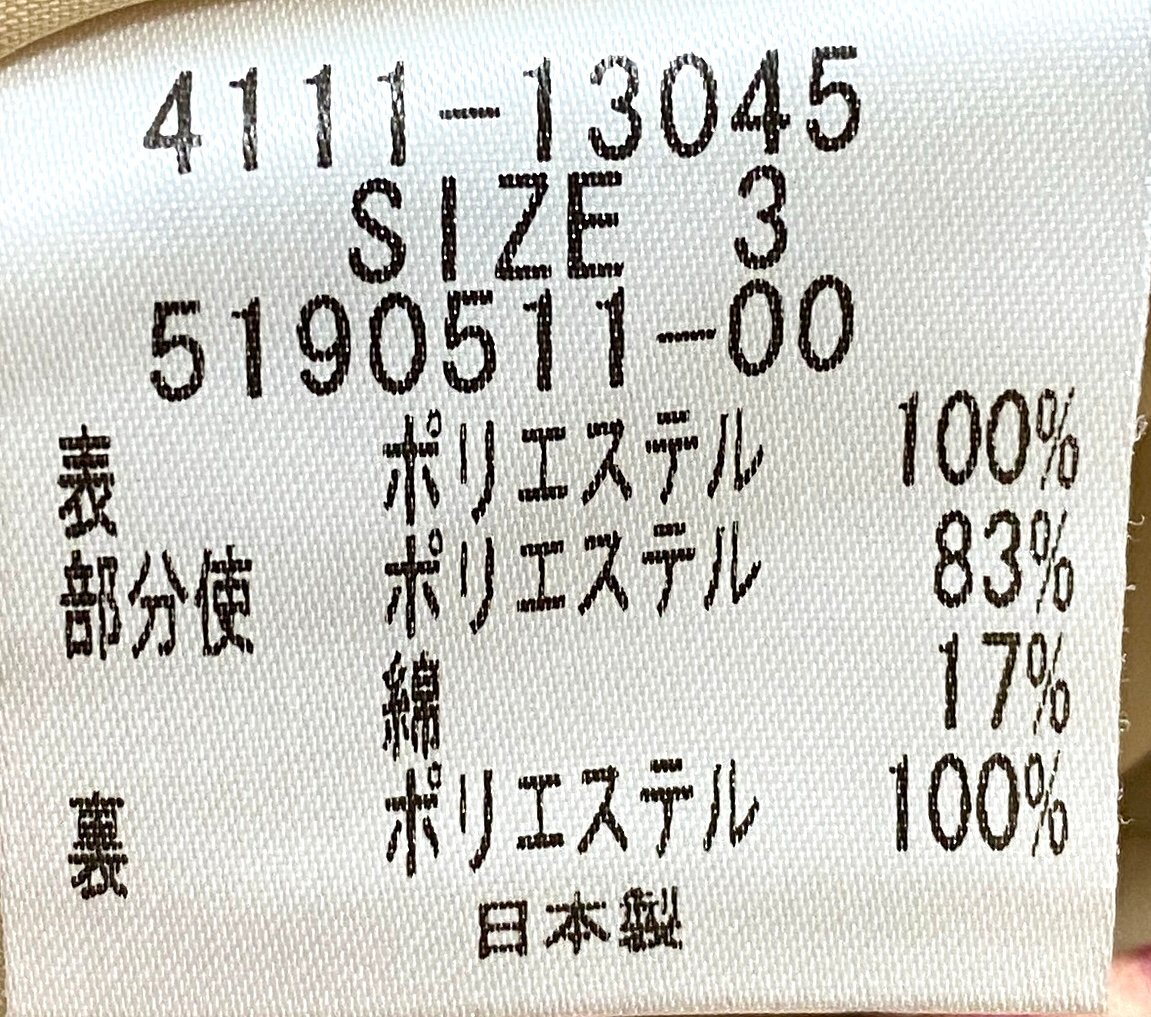 4111-13045
SIZE 3
5190511-00
表 ポリエステル 100%
部分使 ポリエステル 83%
綿 17%
裏 ポリエステル 100%
日本製